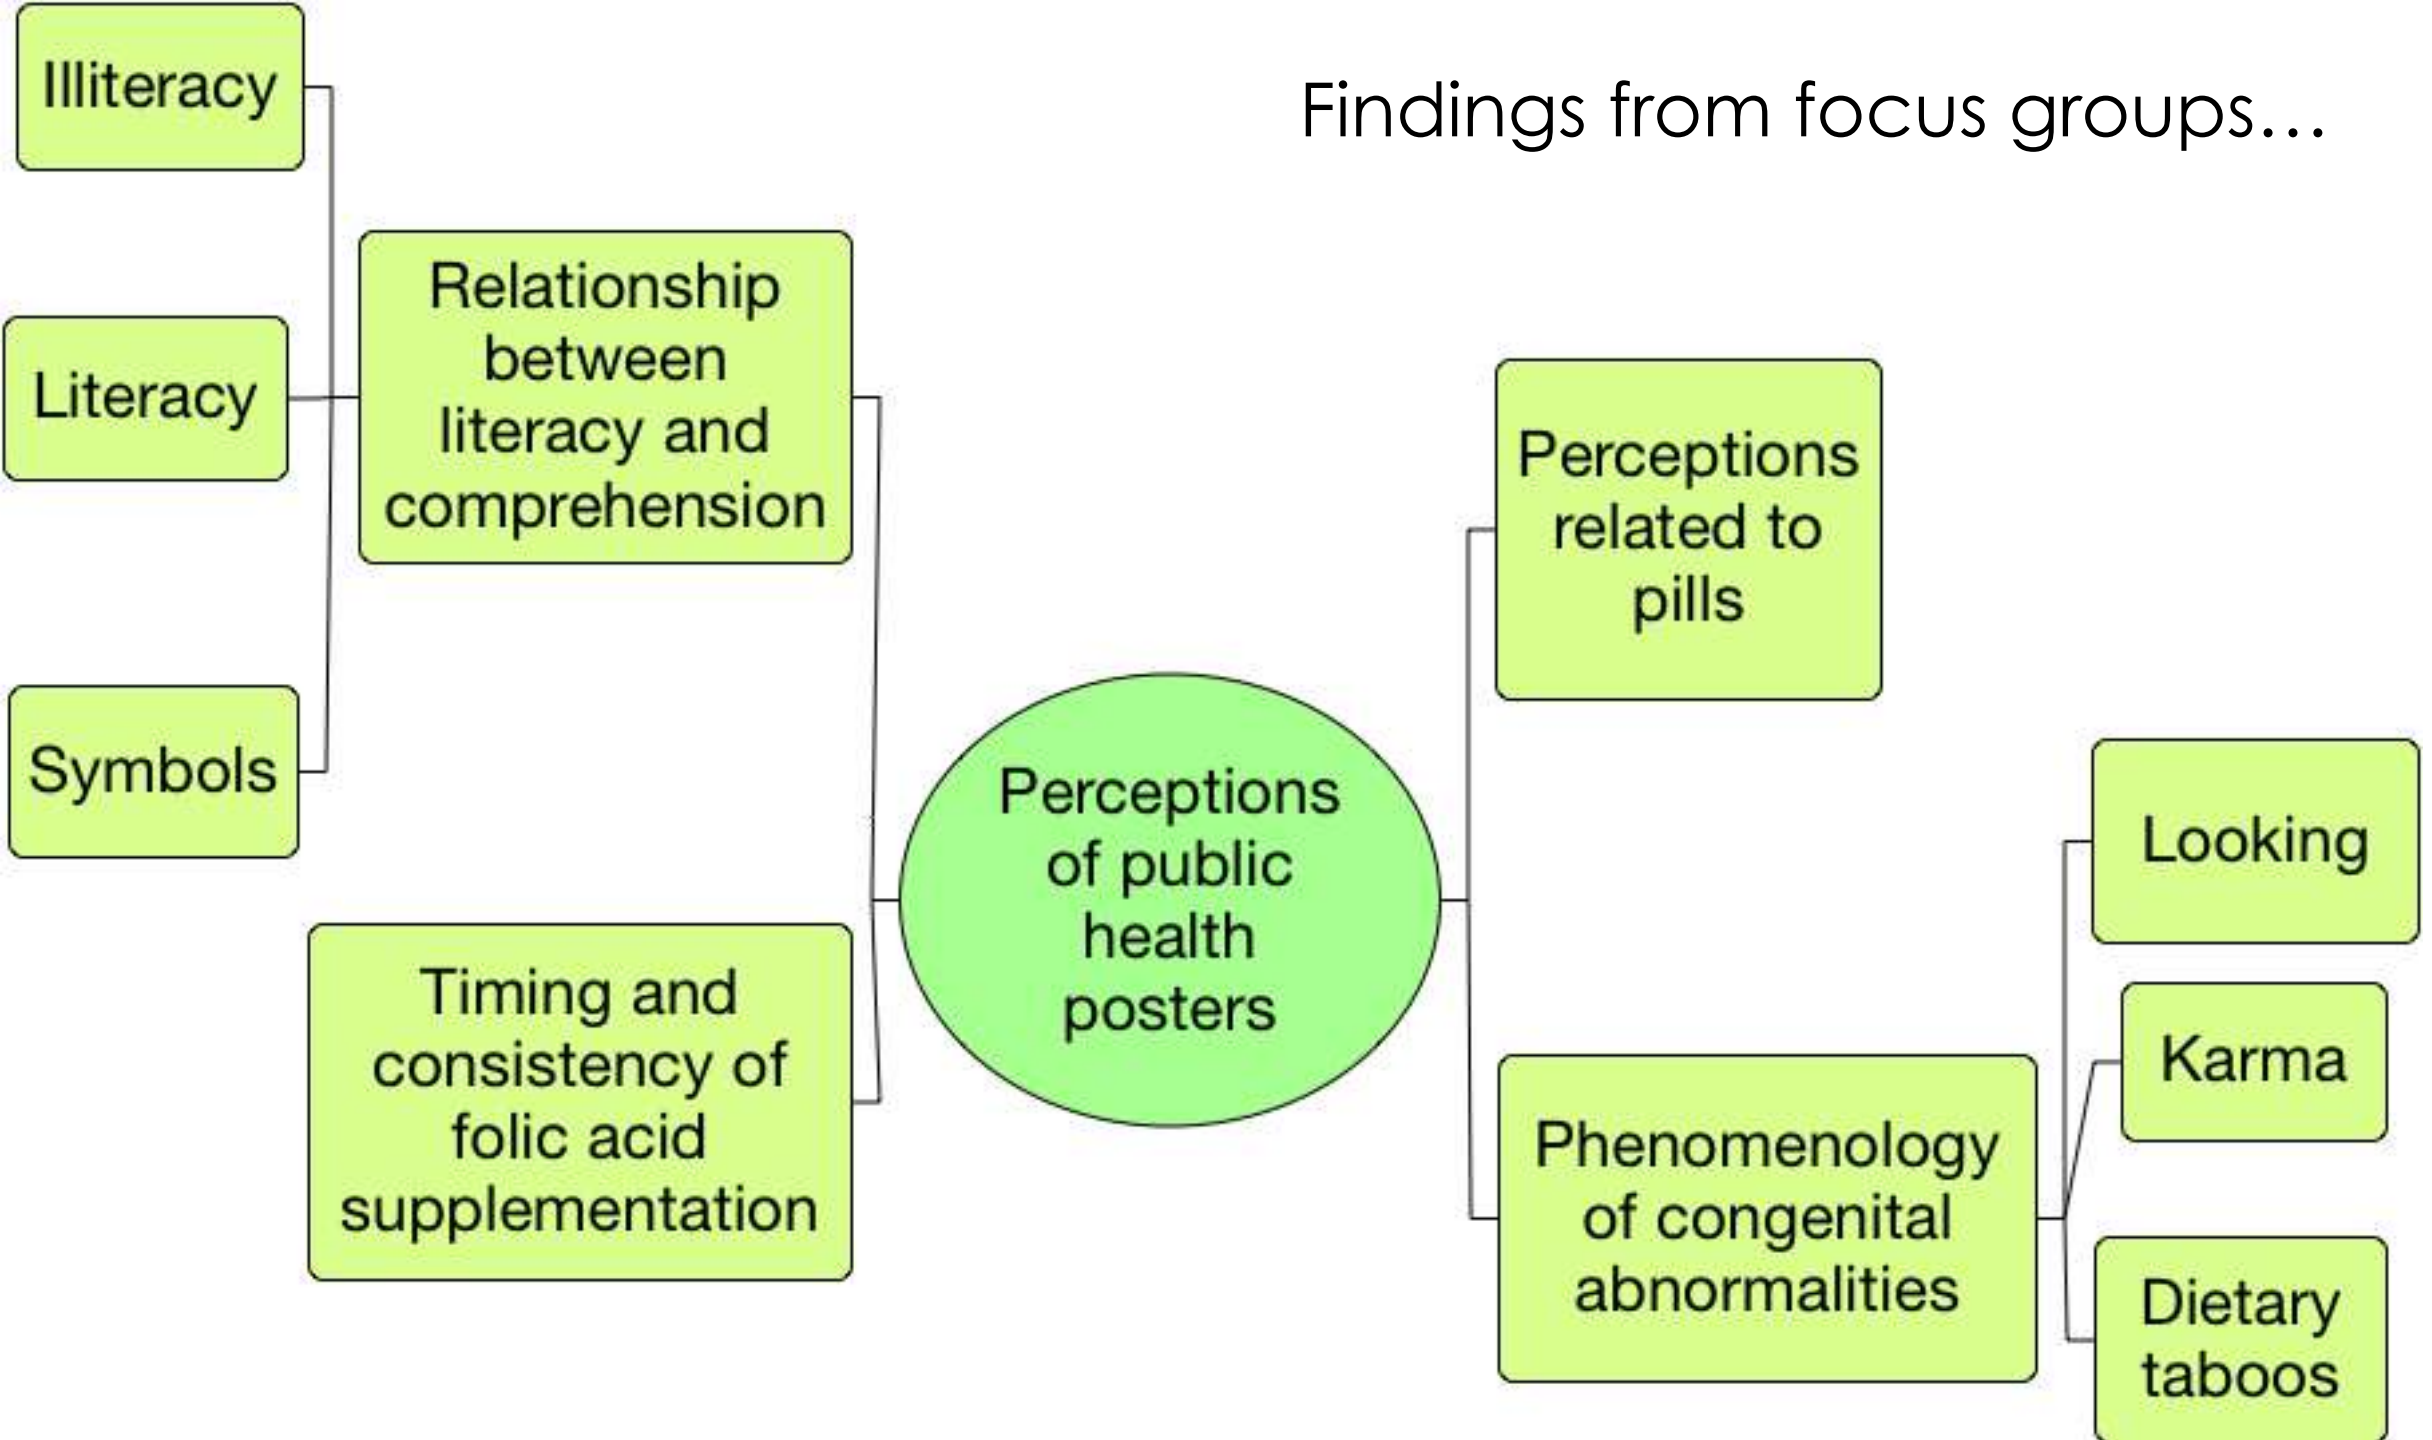 Findings from focus groups...
Illiteracy
Literacy
Symbols
Relationship
between
literacy and
comprehension
Timing and
consistency of
folic acid
supplementation
Perceptions
of public
health
posters
Perceptions
related to
pills
Phenomenology
of congenital
abnormalities
Looking
Karma
Dietary
taboos